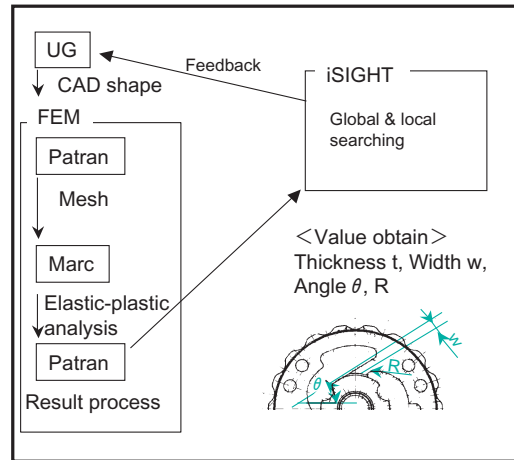 UG
Feedback
iSIGHT
CAD shape
Global & local
searching
FEM
Patran
Mesh
Marc
Elastic-plastic
analysis
Patran
Result process
<Value obtain>
Thickness t, Width w,
Angle θ, R
w
R
θ